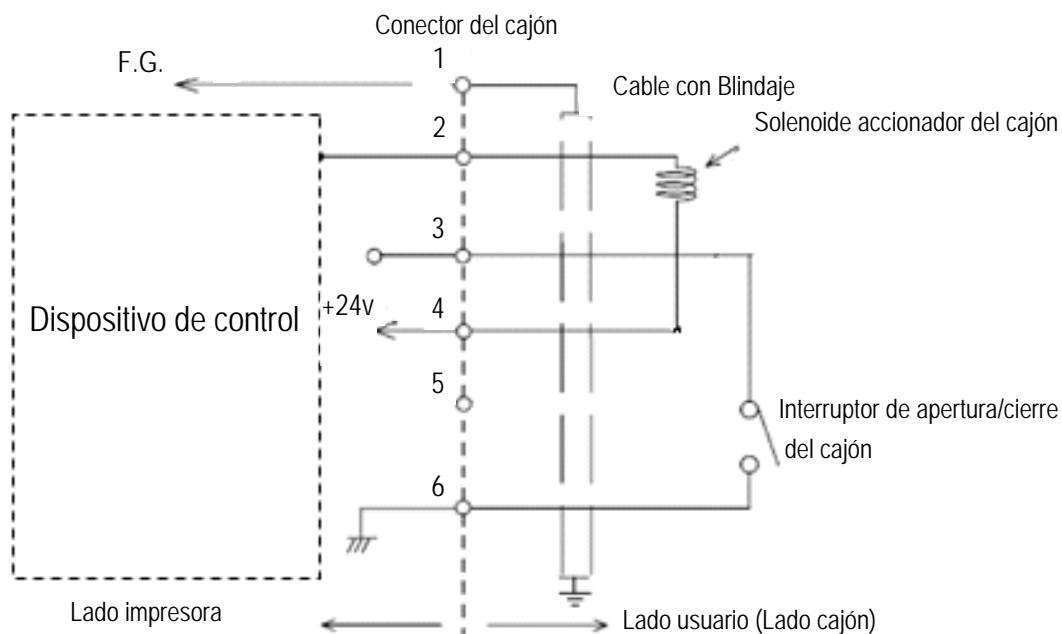 Conector del cajón
1
F.G.
Cable con Blindaje
Solenoide accionador del cajón
2
3
Dispositivo de control
+24v
4
5
Interruptor de apertura/cierre
del cajón
6
Lado impresora
Lado usuario (Lado cajón)